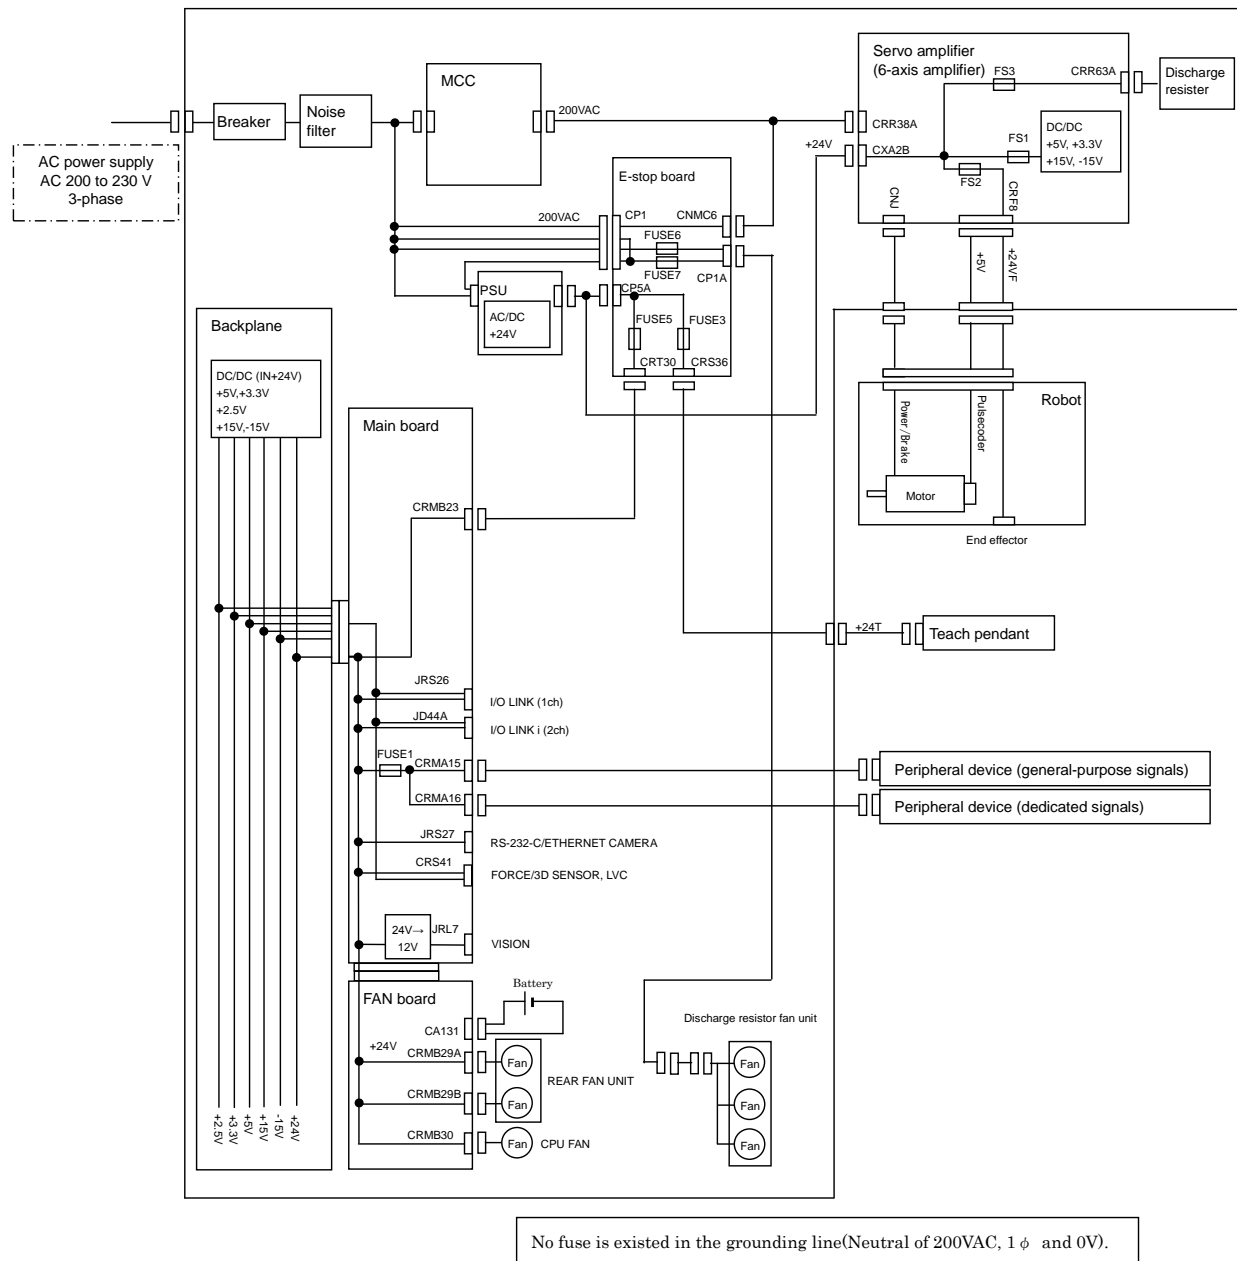 AC power supply
AC 200 to 230 V
3-phase
Breaker
Noise
filter
MCC
200VAC
Servo amplifier
(6-axis amplifier)
FS3
CRR63A
Discharge
resister
CRR38A
+24V
CXA2B
FS1
DC/DC
+5V, +3.3V
+15V, -15V
FS2
CNJ
CRF8
+5V
+24VF
E-stop board
200VAC
CP1
CNMC6
FUSE6
FUSE7
CP1A
PSU
AC/DC
+24V
CP5A
FUSE5
FUSE3
CRT30
CRS36
Robot
Power/Brake
Pulsecoder
Motor
End effector
Backplane
DC/DC (IN+24V)
+5V,+3.3V
+2.5V
+15V,-15V
Main board
CRMB23
+24T
Teach pendant
JRS26
I/O LINK (1ch)
JD44A
I/O LINK i (2ch)
FUSE1
CRMA15
Peripheral device (general-purpose signals)
CRMA16
Peripheral device (dedicated signals)
JRS27
RS-232-C/ETHERNET CAMERA
CRS41
FORCE/3D SENSOR, LVC
24V→
12V
JRL7
VISION
FAN board
Battery
CA131
+24V
CRMB29A
Fan
REAR FAN UNIT
CRMB29B
Fan
CRMB30
Fan
CPU FAN
Discharge resistor fan unit
Fan
Fan
Fan
+2.5V
+3.3V
+5V
+15V
-15V
+24V
No fuse is existed in the grounding line(Neutral of 200VAC, 1φ and 0V).